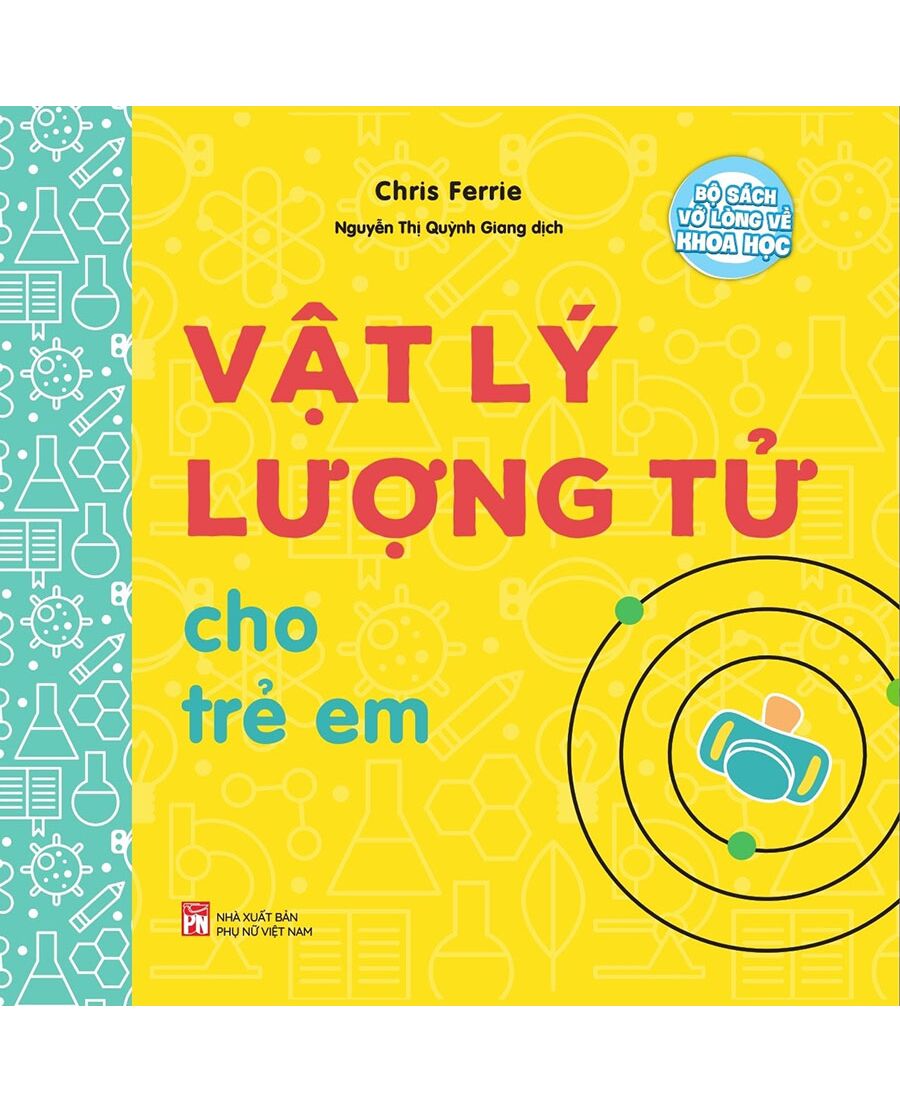 Chris Ferrie
Nguyễn Thị Quỳnh Giang dịch
BỘ SÁCH
VỠ LÒNG VỀ
KHOA HỌC
VẬT LÝ
LƯỢNG TỬ
cho
trẻ em
PN
NHÀ XUẤT BẢN
PHỤ NỮ VIỆT NAM